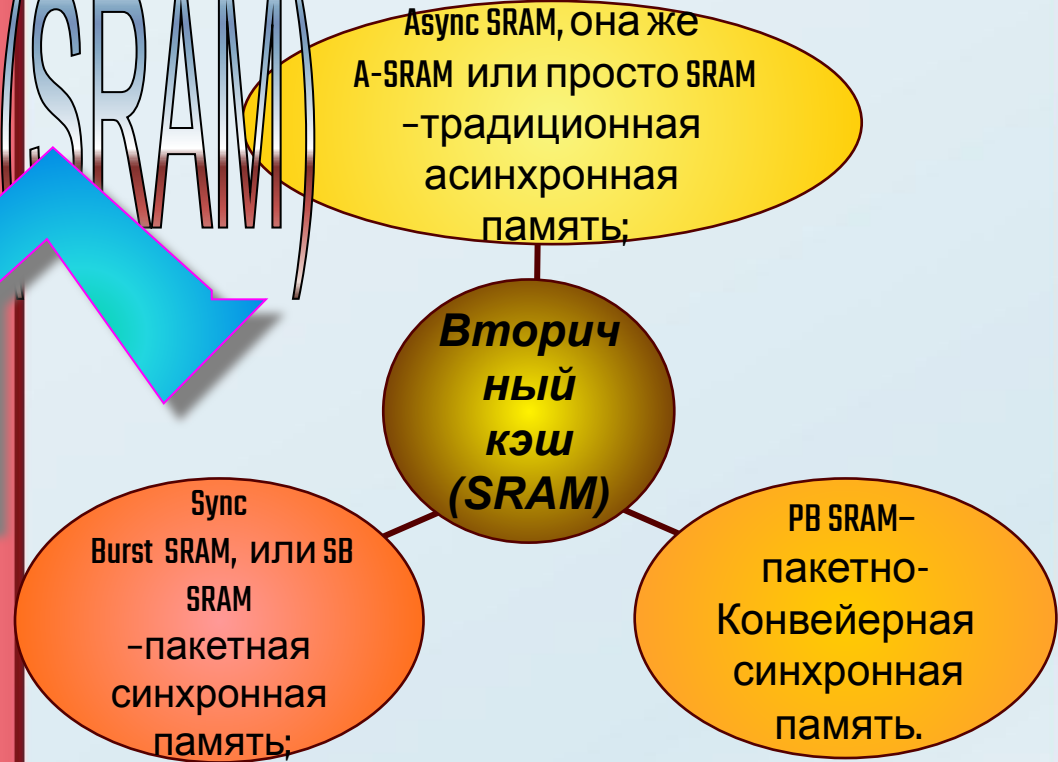 (SRAM)
Async SRAM, она же
A-SRAM или просто SRAM
–традиционная
асинхронная
память;
Вторич
ный
кэш
(SRAM)
Sync
Burst SRAM, или SB
SRAM
–пакетная
синхронная
память;
PB SRAM–
пакетно-
Конвейерная
синхронная
память.